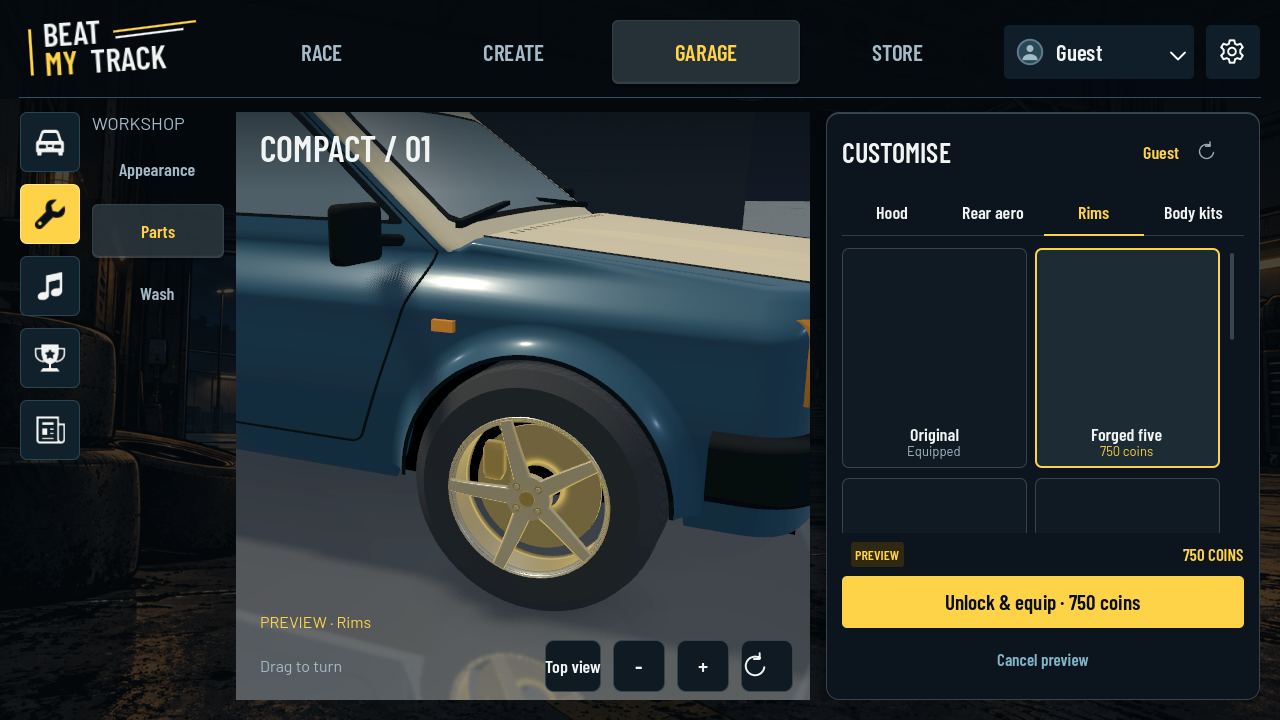 BEAT
MY TRACK
RACE
CREATE
GARAGE
STORE
Guest
WORKSHOP
Appearance
Parts
Wash
COMPACT / 01
PREVIEW · Rims
Drag to turn
Top view
-
+
CUSTOMISE
Guest
Hood
Rear aero
Rims
Body kits
Original
Equipped
Forged five
750 coins
PREVIEW
750 COINS
Unlock & equip · 750 coins
Cancel preview